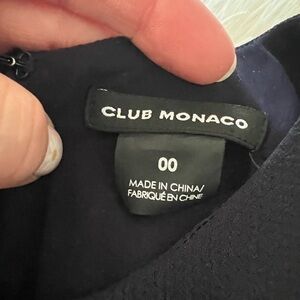 CLUB MONACO
00
MADE IN CHINA/
FABRIQUÉ EN CHINE